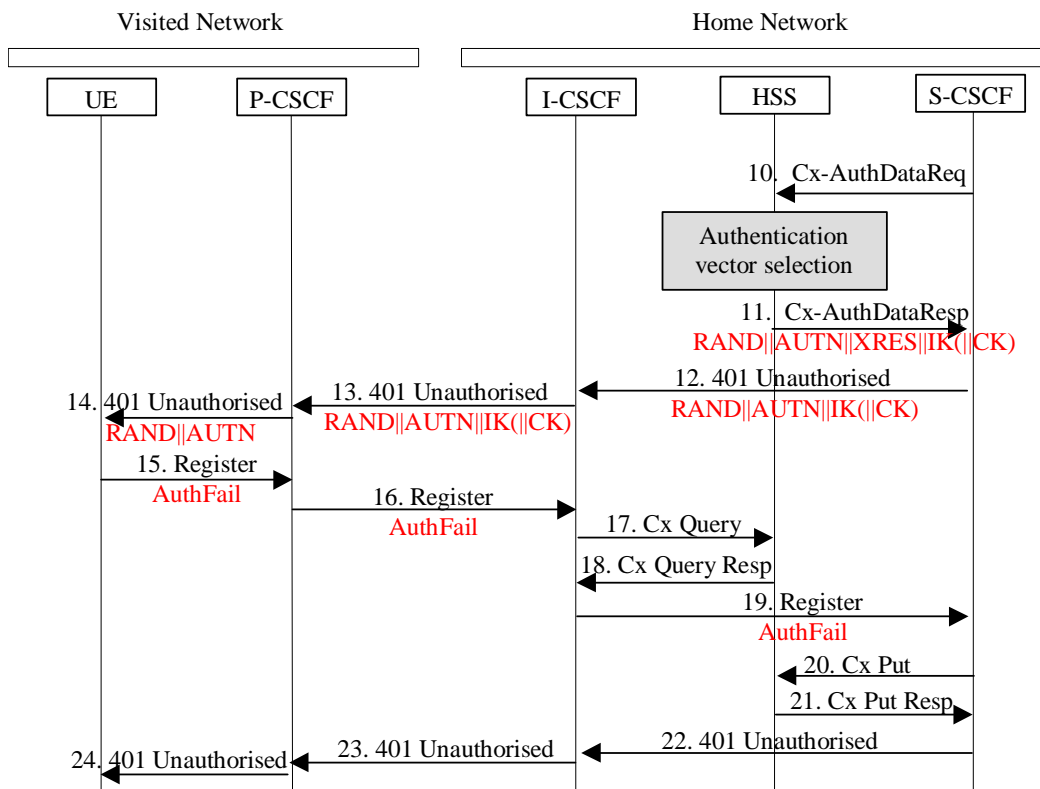 Visited Network
Home Network
UE
P-CSCF
I-CSCF
HSS
S-CSCF
10. Cx-AuthDataReq
Authentication
vector selection
11. Cx-AuthDataResp
RAND||AUTN||XRES||IK(||CK)
12. 401 Unauthorised
RAND||AUTN||IK(||CK)
13. 401 Unauthorised
RAND||AUTN||IK(||CK)
14. 401 Unauthorised
RAND||AUTN
15. Register
AuthFail
16. Register
AuthFail
17. Cx Query
18. Cx Query Resp
19. Register
AuthFail
20. Cx Put
21. Cx Put Resp
22. 401 Unauthorised
23. 401 Unauthorised
24. 401 Unauthorised